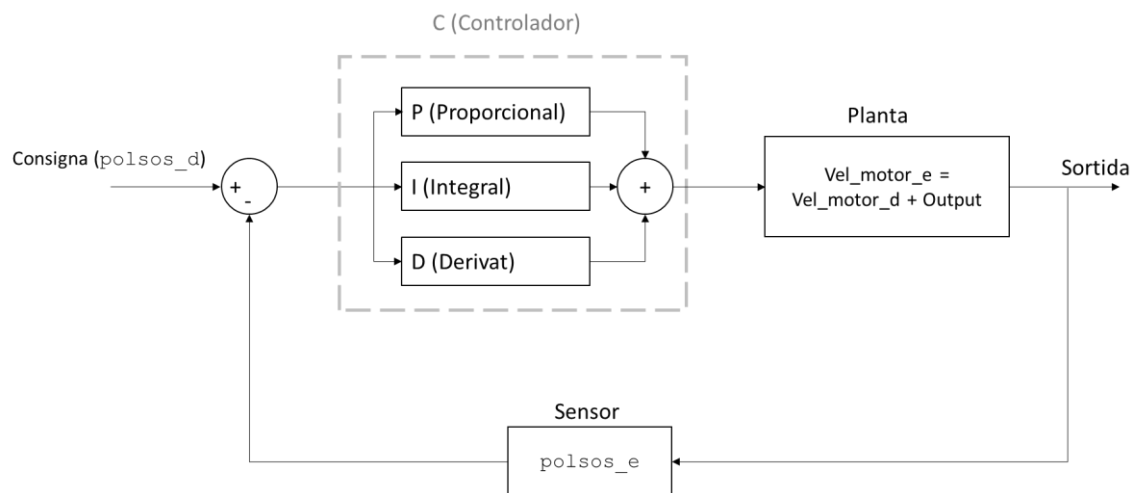 C (Controlador)
P (Proporcional)
Planta
Consigna (polsos_d)
Vel_motor_e =
Vel_motor_d + Output
Sortida
+
-
I (Integral)
+
D (Derivat)
Sensor
polsos_e